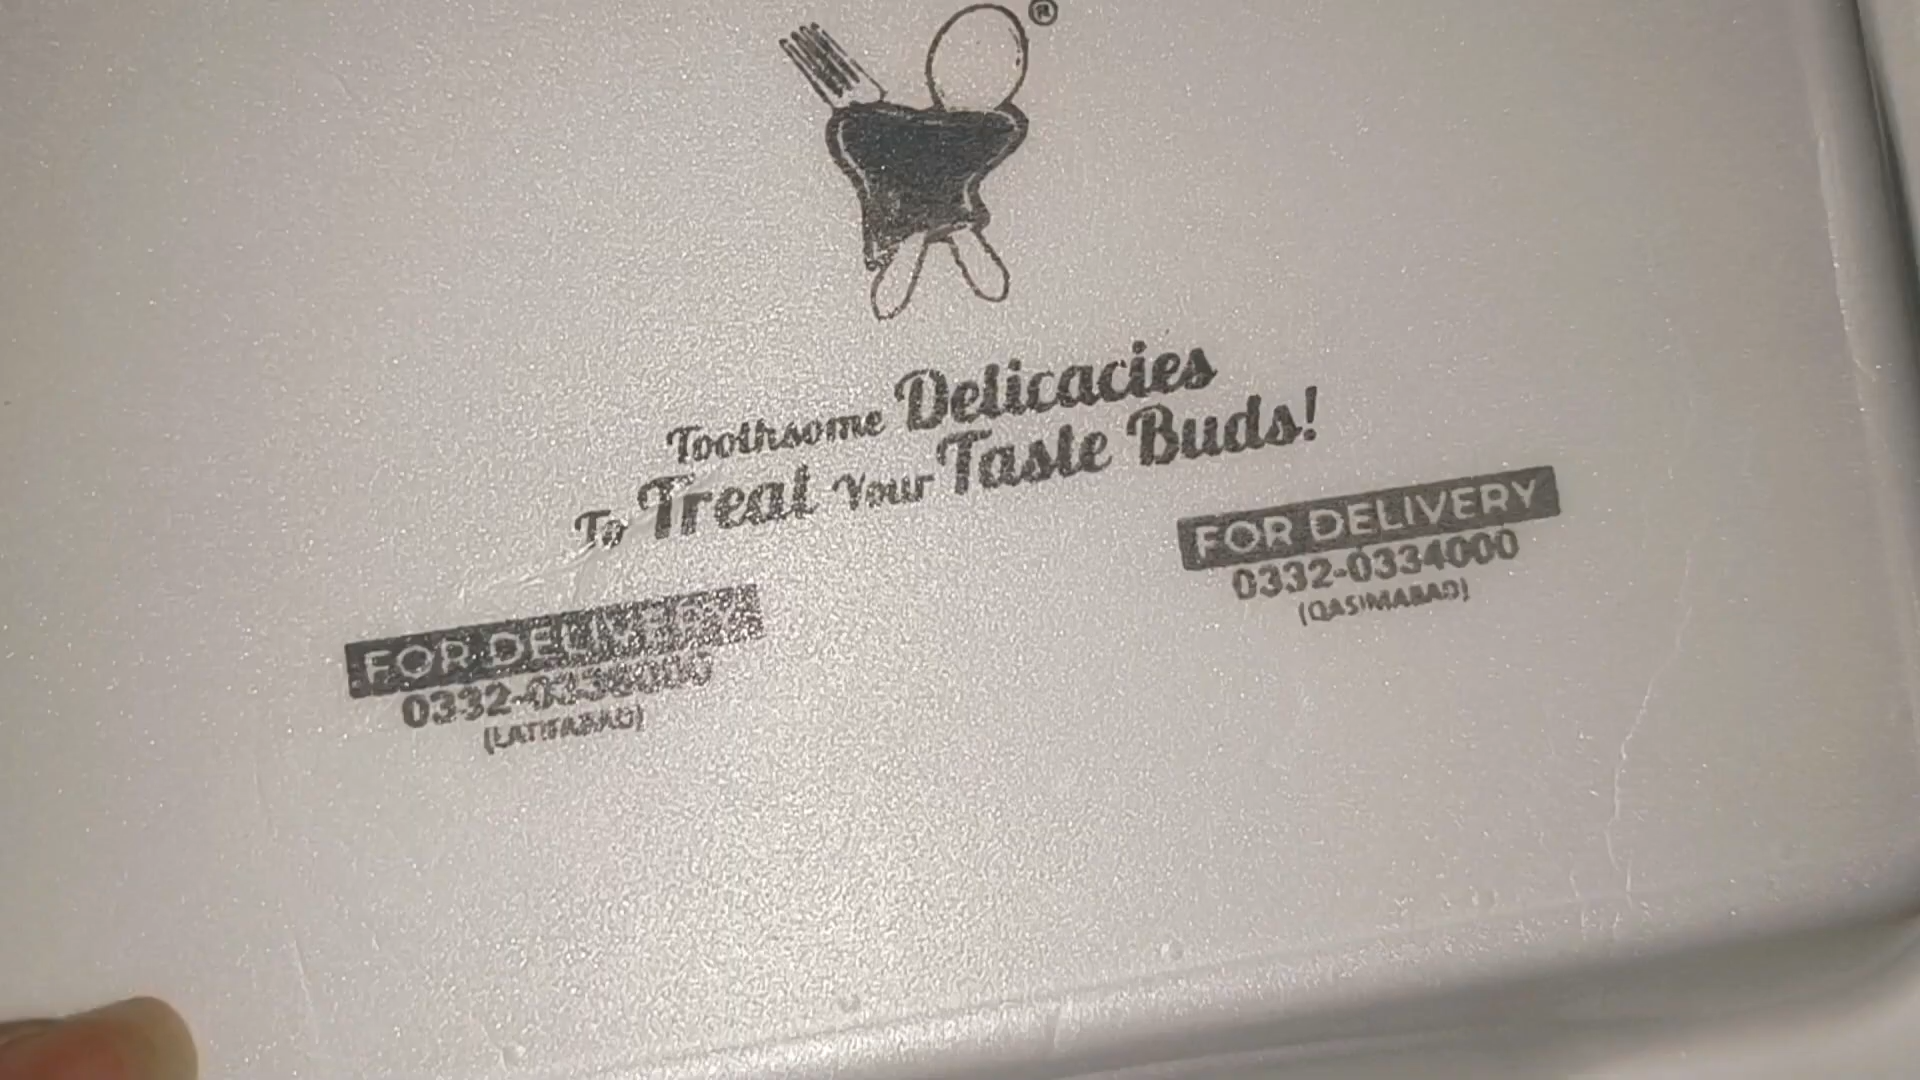 ®
Toothsome Delicacies
To Treat Your Taste Buds!
FOR DELIVERY
0332-0334000
(QASIMABAD)
FOR DELIVERY
(LATIFABAD)